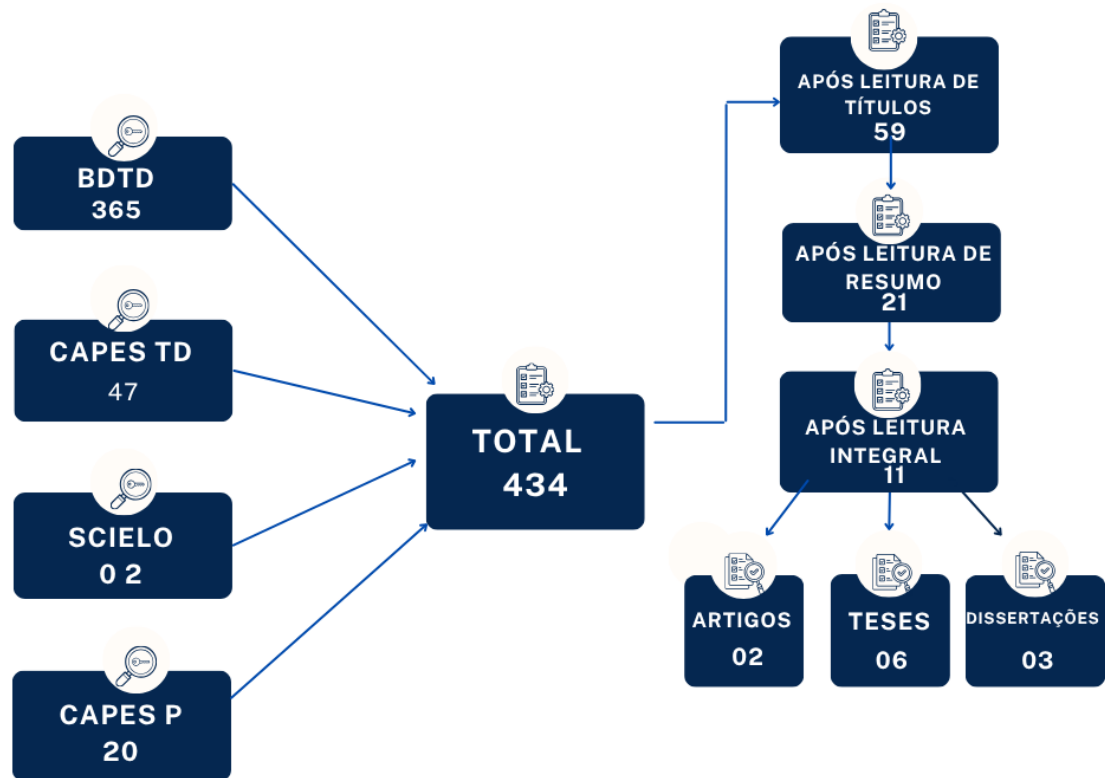 BDTD
365
CAPES TD
47
SCIELO
0 2
CAPES P
20
TOTAL
434
APÓS LEITURA DE
TÍTULOS
59
APÓS LEITURA DE
RESUMO
21
APÓS LEITURA
INTEGRAL
11
ARTIGOS
02
TESES
06
DISSERTAÇÕES
03